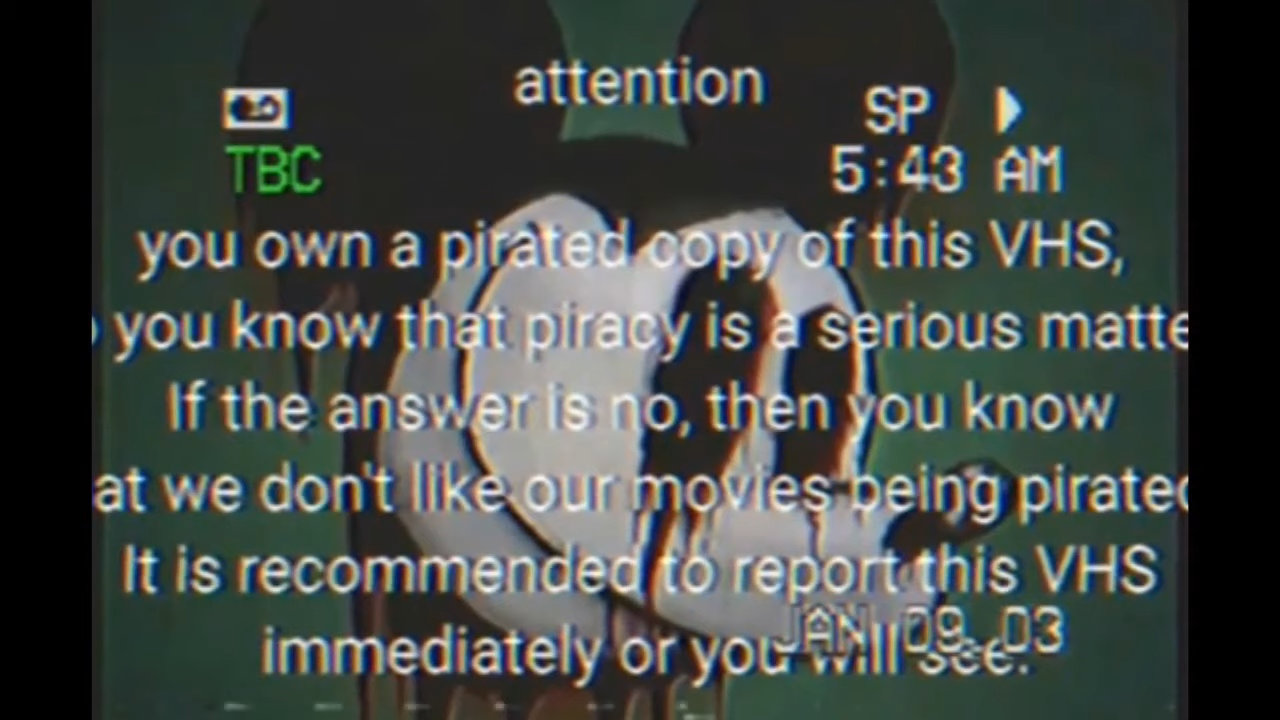 attention
SP
TBC
5:43 AM
you own a pirated copy of this VHS,
you know that piracy is a serious matte
If the answer is no, then you know
at we don't like our movies being pirated
It is recommended to report this VHS
JAN 09 03
immediately or you will see.